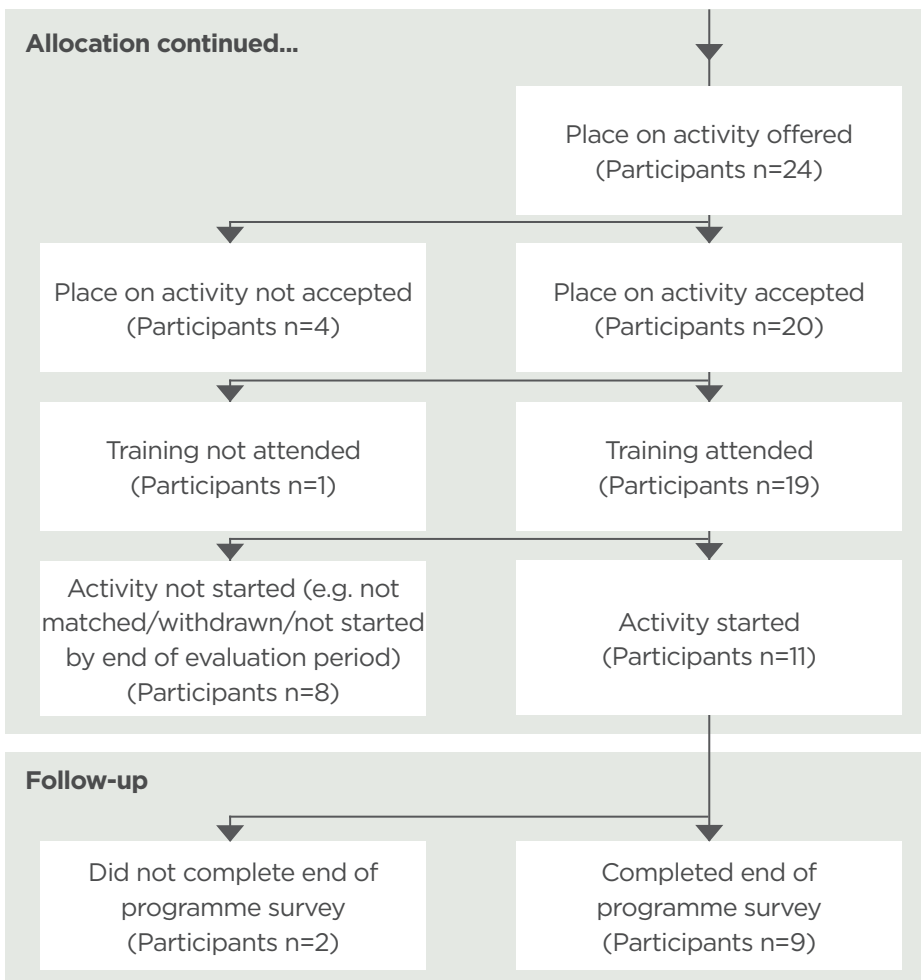 Allocation continued...
Place on activity offered
(Participants n=24)
Place on activity not accepted
(Participants n=4)
Place on activity accepted
(Participants n=20)
Training not attended
(Participants n=1)
Training attended
(Participants n=19)
Activity not started (e.g. not
matched/withdrawn/not started
by end of evaluation period)
(Participants n=8)
Activity started
(Participants n=11)
Follow-up
Did not complete end of
programme survey
(Participants n=2)
Completed end of
programme survey
(Participants n=9)